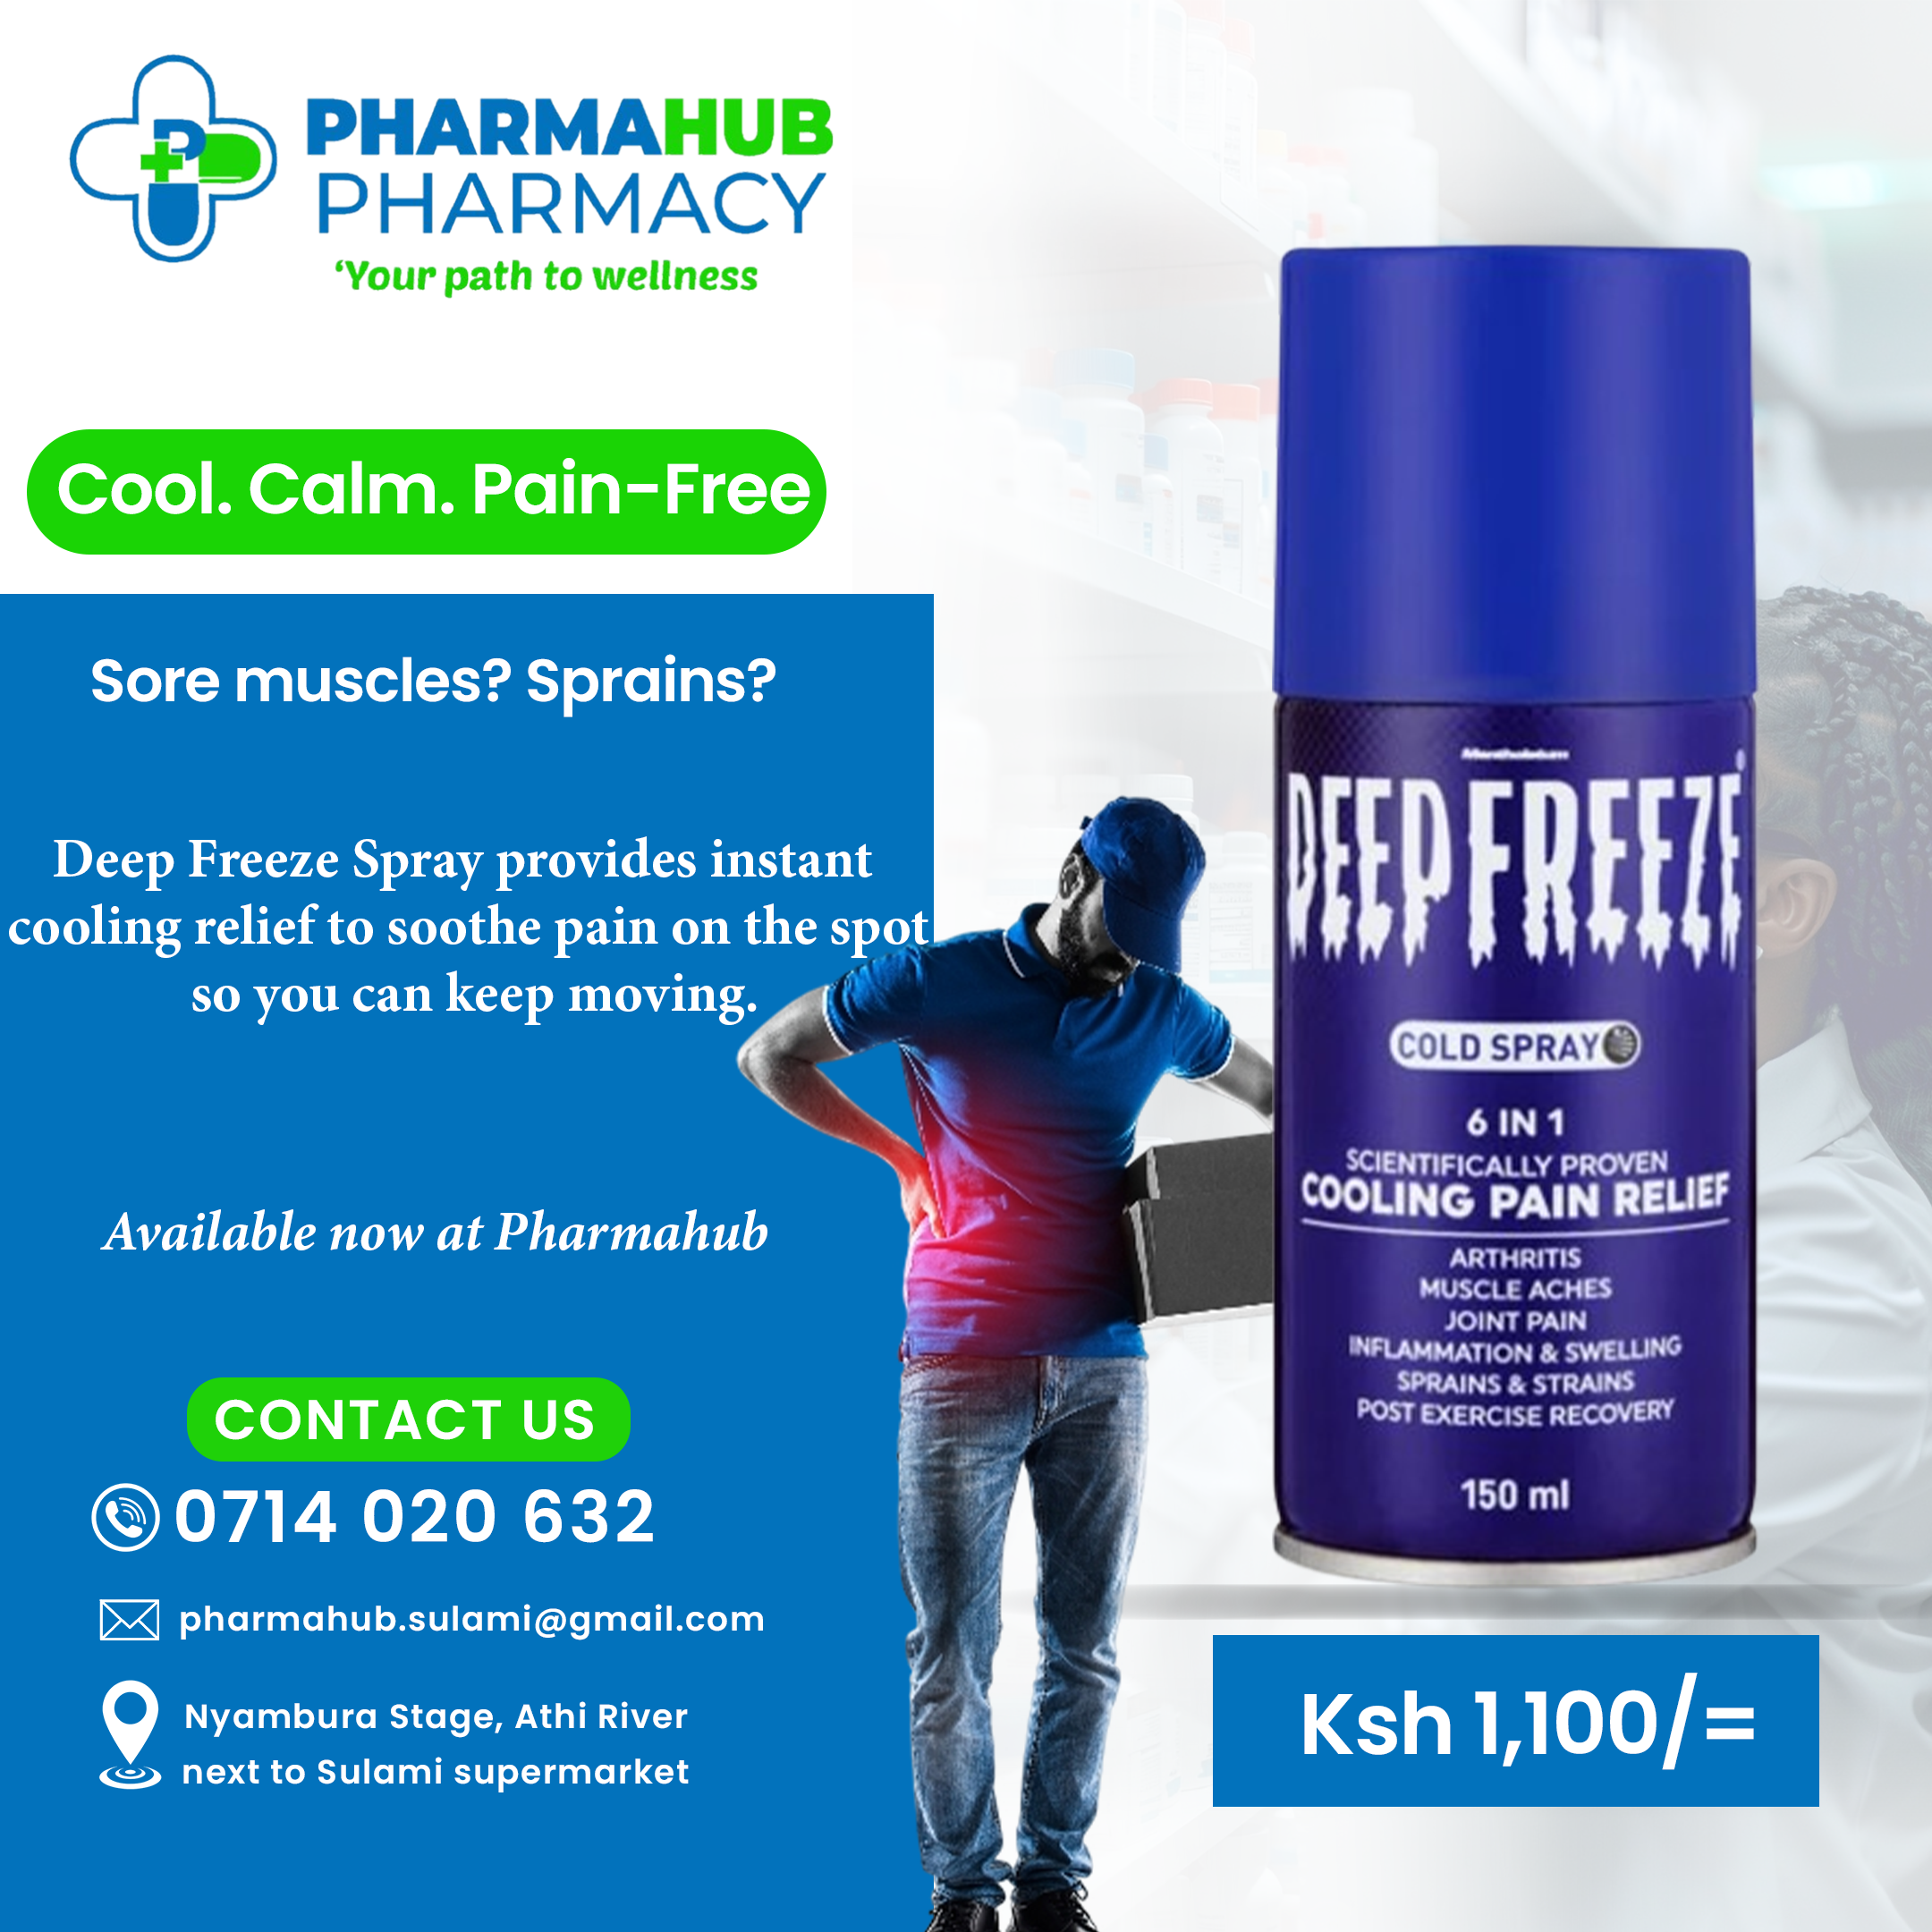 PHARMAHUB
PHARMACY
‘Your path to wellness
Cool. Calm. Pain-Free
Sore muscles? Sprains?
Deep Freeze Spray provides instant
cooling relief to soothe pain on the spot
so you can keep moving.
Available now at Pharmahub
CONTACT US
0714 020 632
pharmahub.sulami@gmail.com
Nyambura Stage, Athi River
next to Sulami supermarket
Mentholatum
DEEP FREEZE®
COLD SPRAY
6 IN 1
SCIENTIFICALLY PROVEN
COOLING PAIN RELIEF
ARTHRITIS
MUSCLE ACHES
JOINT PAIN
INFLAMMATION & SWELLING
SPRAINS & STRAINS
POST EXERCISE RECOVERY
150 ml
Ksh 1,100/=